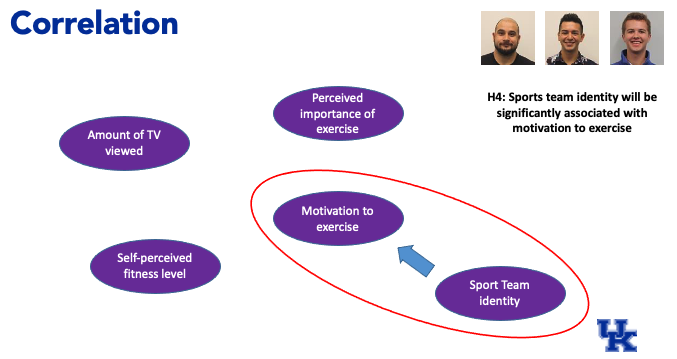 Correlation
H4: Sports team identity will be
significantly associated with
motivation to exercise
Perceived
importance of
exercise
Amount of TV
viewed
Motivation to
exercise
Self-perceived
fitness level
Sport Team
identity
UK